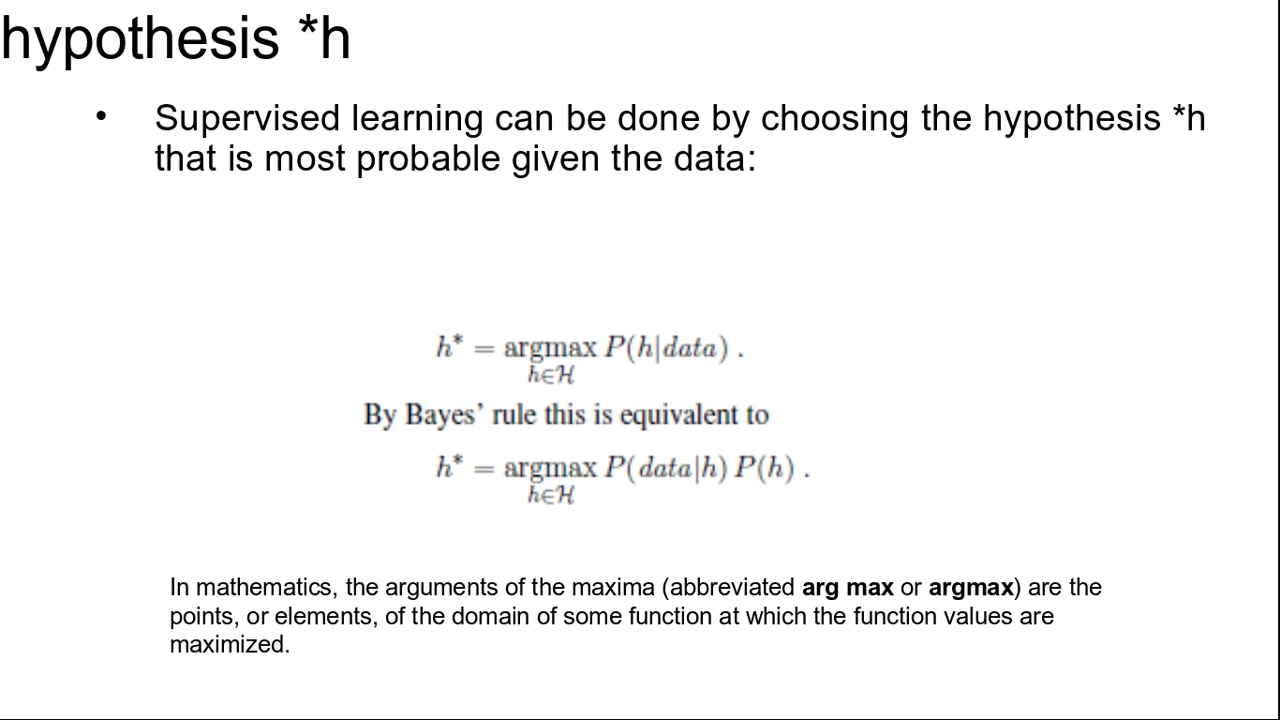 hypothesis *h
• Supervised learning can be done by choosing the hypothesis *h
that is most probable given the data:
h* = argmax P(h|data) .
h∈ℋ
By Bayes’ rule this is equivalent to
h* = argmax P(data|h) P(h) .
h∈ℋ
In mathematics, the arguments of the maxima (abbreviated arg max or argmax) are the
points, or elements, of the domain of some function at which the function values are
maximized.